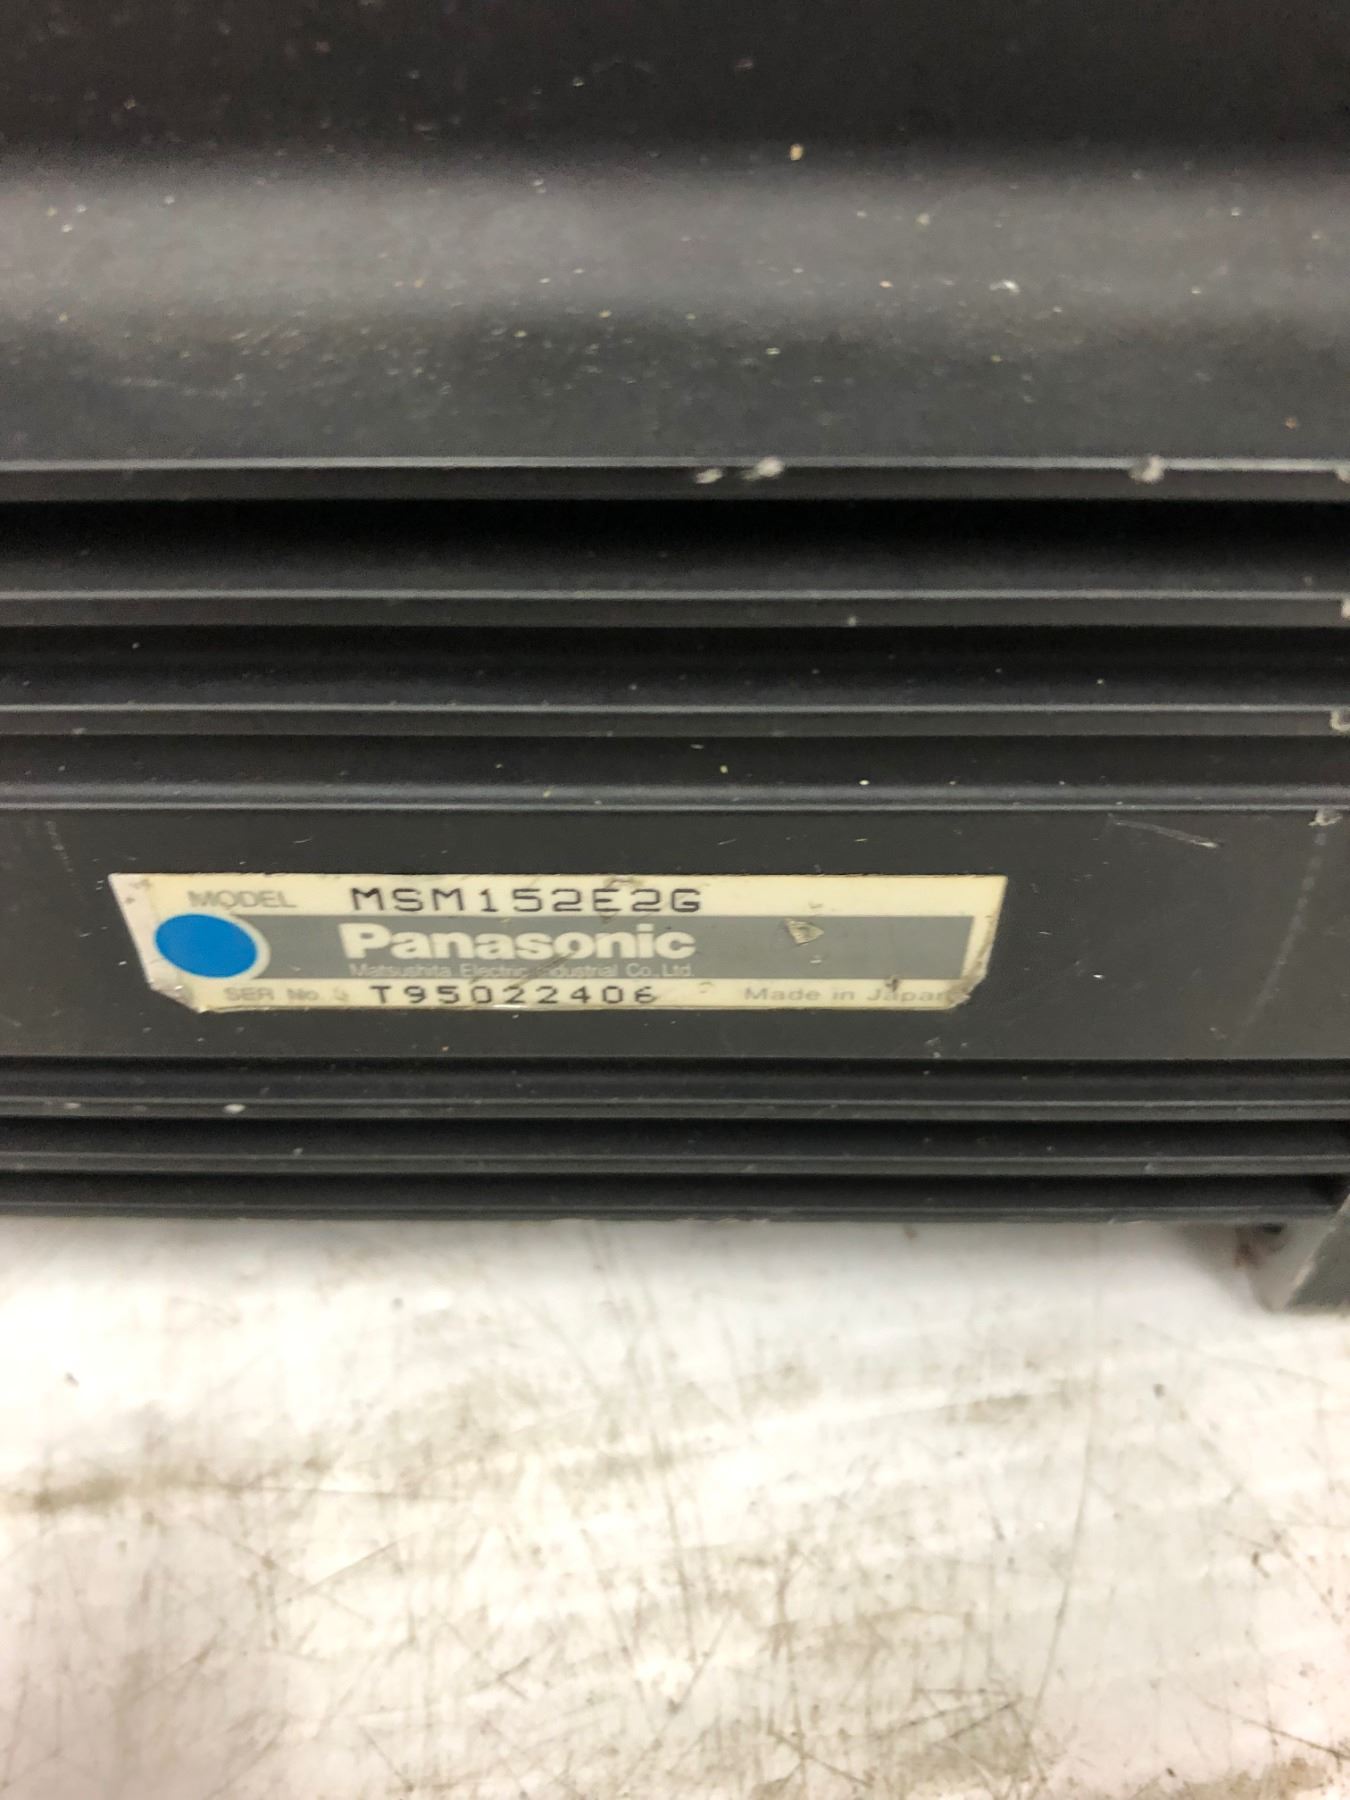 MODEL MSM152E2G
Panasonic
Matsushita Electric Industrial Co., Ltd.
SER No. T95022406 Made in Japan